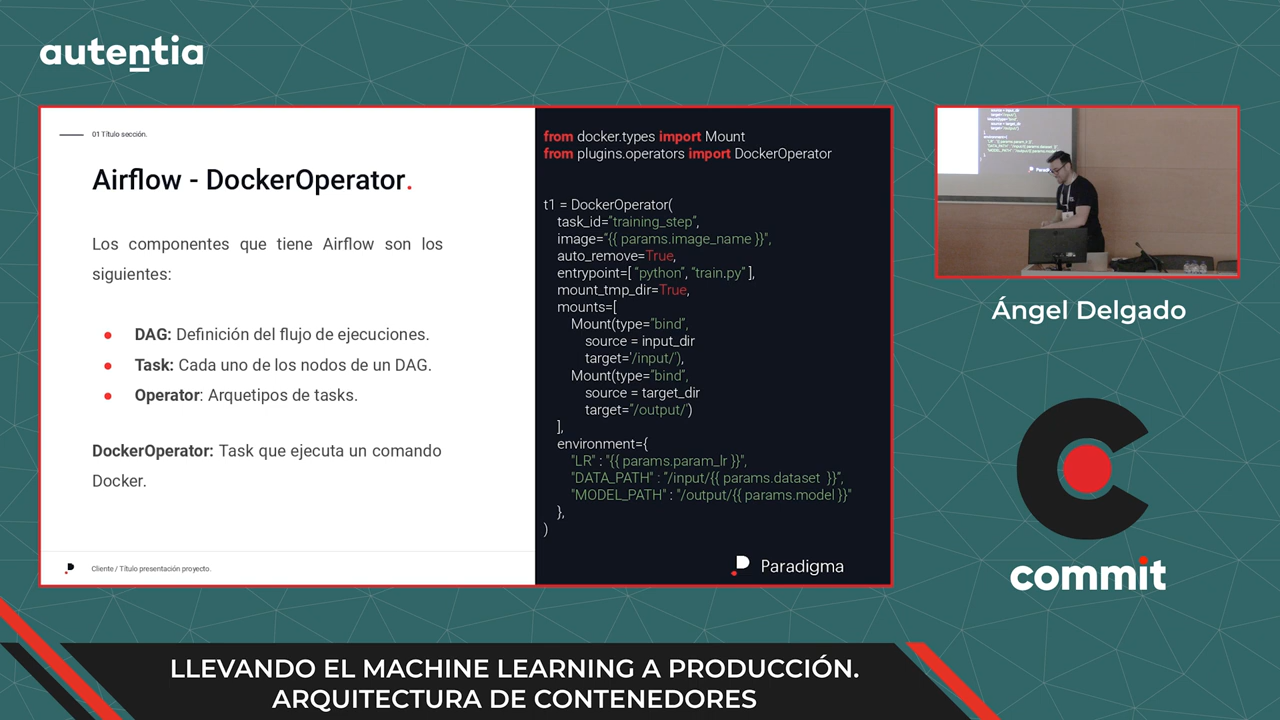 autentia
01 Título sección.
Airflow - DockerOperator.
Los componentes que tiene Airflow son los
siguientes:
DAG: Definición del flujo de ejecuciones.
Task: Cada uno de los nodos de un DAG.
Operator: Arquetipos de tasks.
DockerOperator: Task que ejecuta un comando
Docker.
Cliente / Título presentación proyecto.
from docker.types import Mount
from plugins.operators import DockerOperator
t1 = DockerOperator(
task_id="training_step",
image="{{ params.image_name }}",
auto_remove=True,
entrypoint=[ "python", "train.py" ],
mount_tmp_dir=True,
mounts=[
Mount(type="bind",
source = input_dir
target='/input/'),
Mount(type="bind",
source = target_dir
target="/output/')
],
environment={
"LR" : "{{ params.param_lr }}",
"DATA_PATH" : "/input/{{ params.dataset }}",
"MODEL_PATH" : "/output/{{ params.model }}"
},
)
Paradigma
Ángel Delgado
commit
LLEVANDO EL MACHINE LEARNING A PRODUCCIÓN.
ARQUITECTURA DE CONTENEDORES